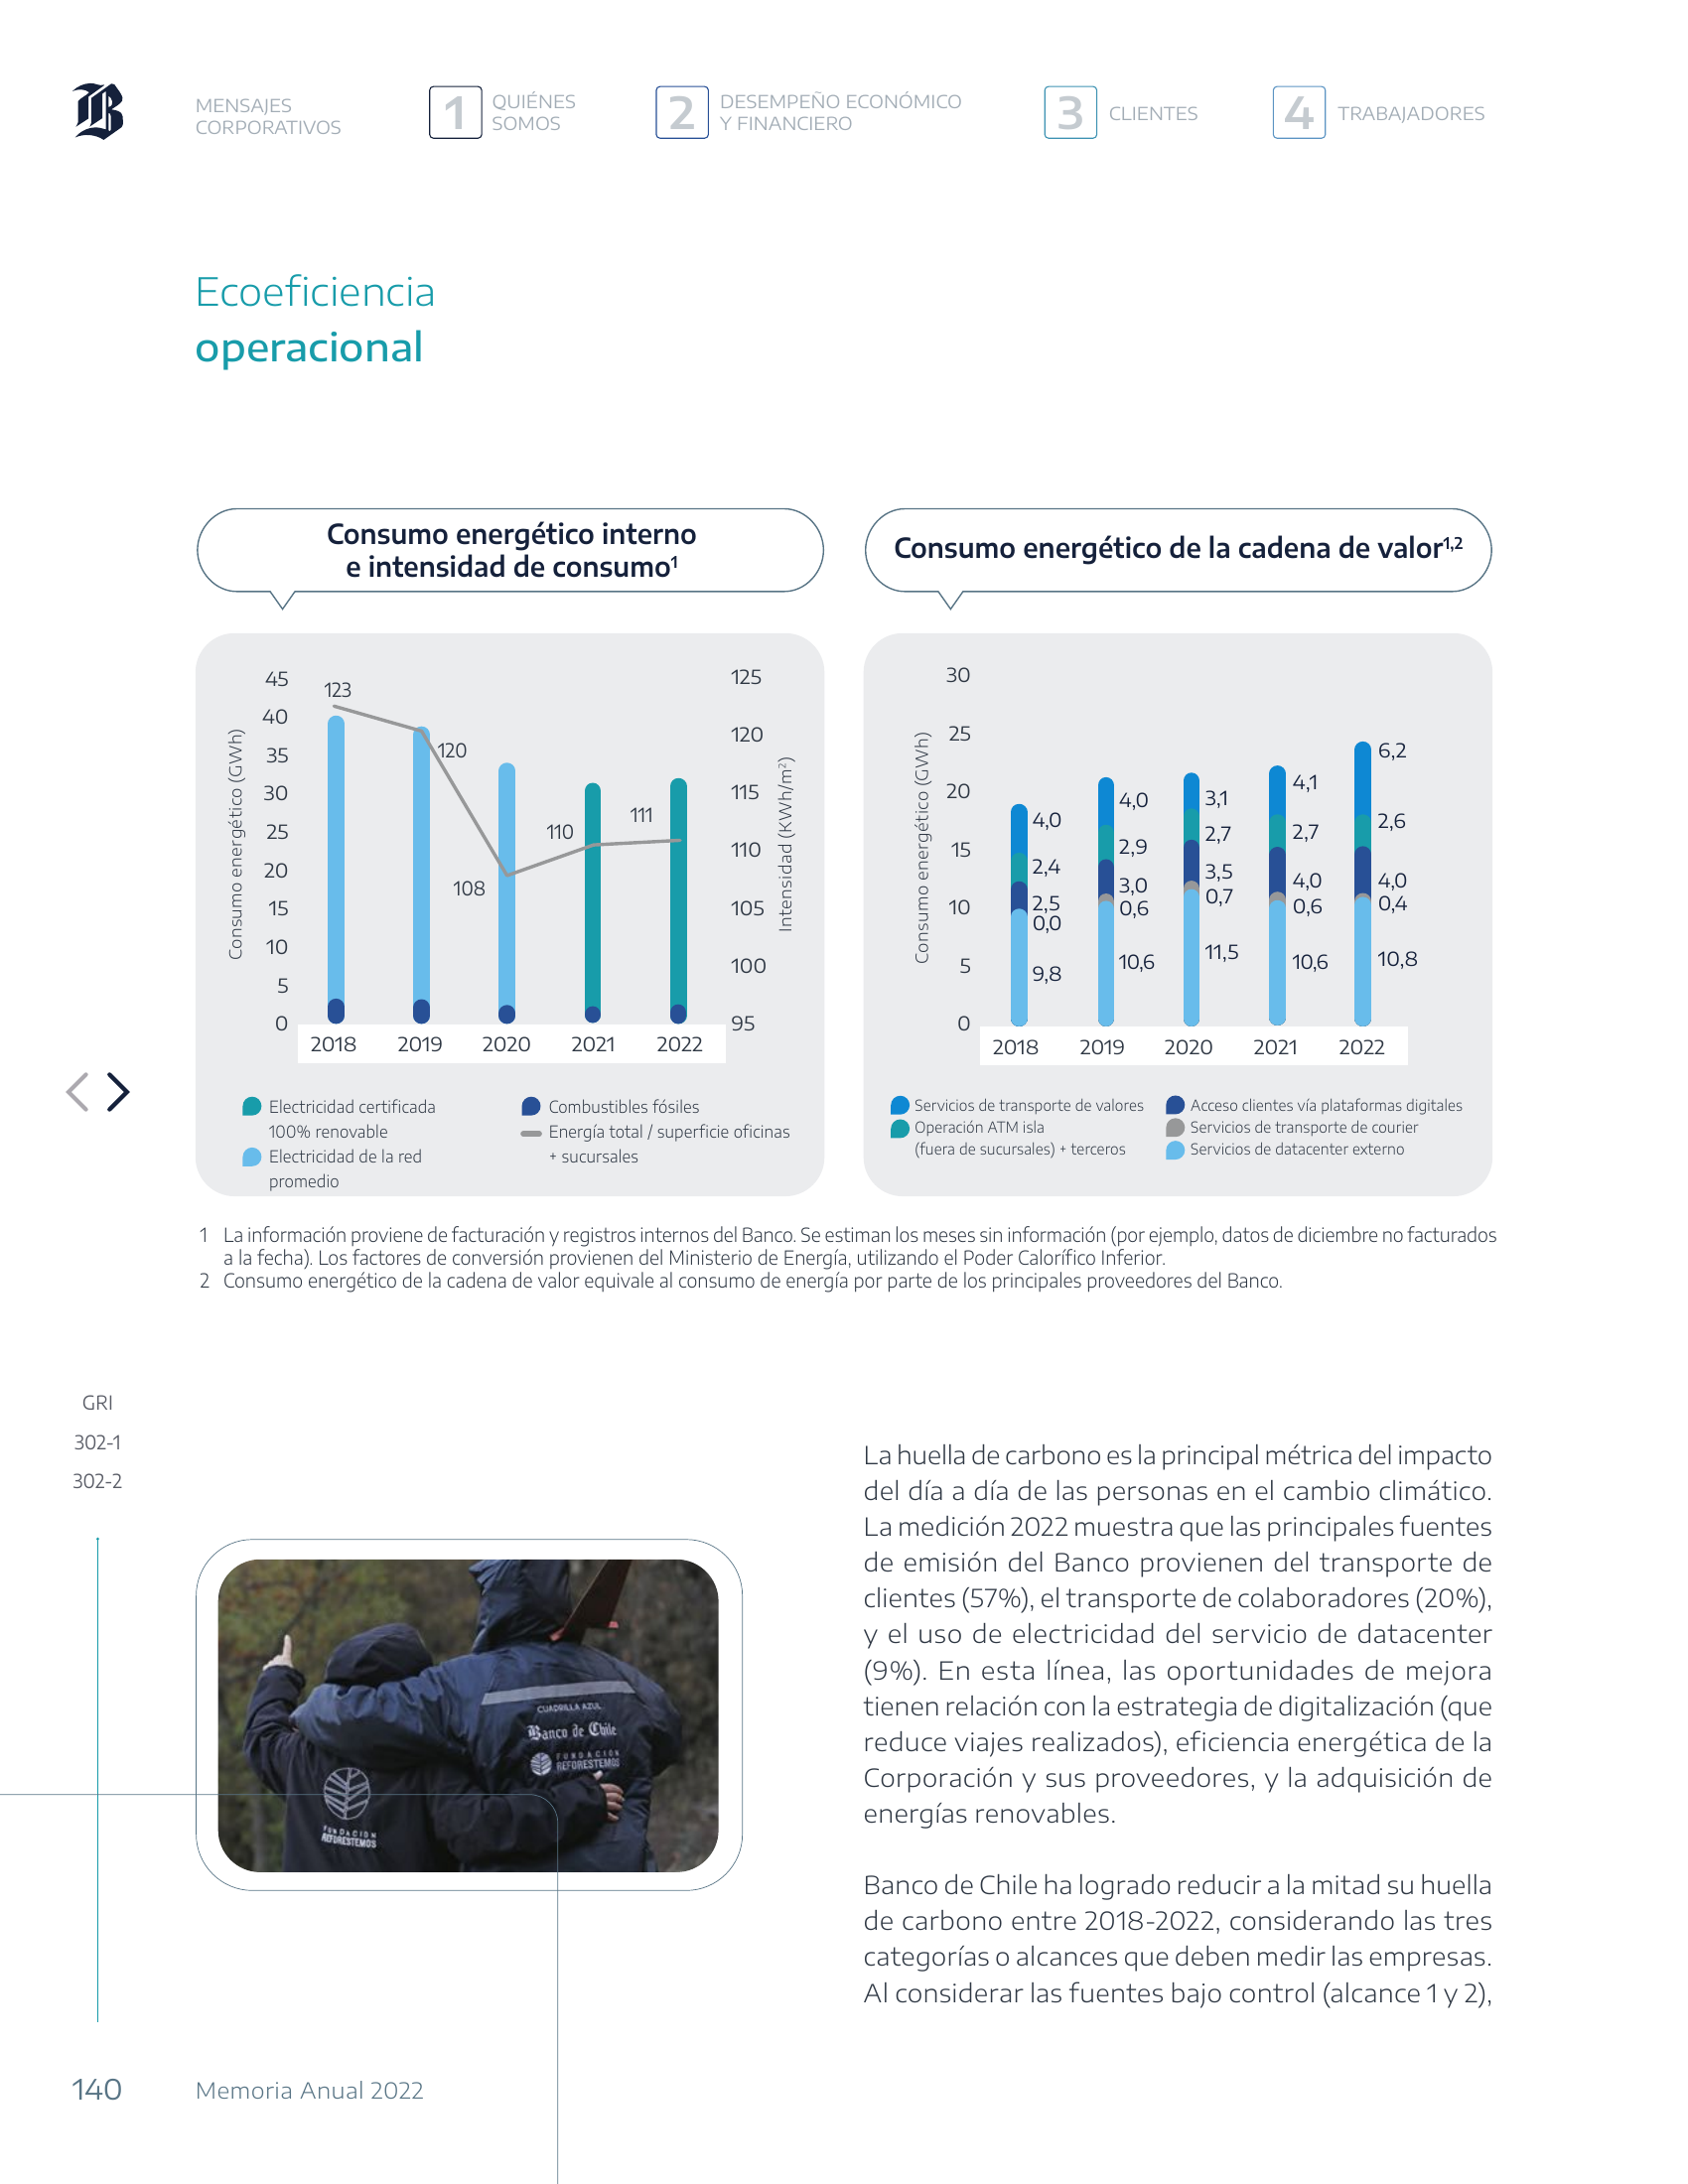 MENSAJES
CORPORATIVOS
1
QUIÉNES
SOMOS
2
DESEMPEÑO ECONÓMICO
Y FINANCIERO
3
CLIENTES
4
TRABAJADORES
Ecoeficiencia
operacional
Consumo energético interno
e intensidad de consumo¹
Consumo energético (GWh)
45
40
35
30
25
20
15
10
5
0
123
120
108
110
111
125
120
115
110
105
100
95
Intensidad (KWh/m²)
2018 2019 2020 2021 2022
Electricidad certificada
100% renovable
Electricidad de la red
promedio
Combustibles fósiles
Energía total / superficie oficinas
+ sucursales
Consumo energético de la cadena de valor¹,²
Consumo energético (GWh)
30
25
20
15
10
5
0
4,0
2,4
2,5
0,0
9,8
4,0
2,9
3,0
0,6
10,6
3,1
2,7
3,5
0,7
11,5
4,1
2,7
4,0
0,6
10,6
6,2
2,6
4,0
0,4
10,8
2018 2019 2020 2021 2022
Servicios de transporte de valores
Operación ATM isla
(fuera de sucursales) + terceros
Acceso clientes vía plataformas digitales
Servicios de transporte de courier
Servicios de datacenter externo
1 La información proviene de facturación y registros internos del Banco. Se estiman los meses sin información (por ejemplo, datos de diciembre no facturados
a la fecha). Los factores de conversión provienen del Ministerio de Energía, utilizando el Poder Calorífico Inferior.
2 Consumo energético de la cadena de valor equivale al consumo de energía por parte de los principales proveedores del Banco.
GRI
302-1
302-2
CUADRILLA AZUL
Banco de Chile
FUNDACIÓN
REFORESTEMOS
FUNDACIÓN
REFORESTEMOS
La huella de carbono es la principal métrica del impacto
del día a día de las personas en el cambio climático.
La medición 2022 muestra que las principales fuentes
de emisión del Banco provienen del transporte de
clientes (57%), el transporte de colaboradores (20%),
y el uso de electricidad del servicio de datacenter
(9%). En esta línea, las oportunidades de mejora
tienen relación con la estrategia de digitalización (que
reduce viajes realizados), eficiencia energética de la
Corporación y sus proveedores, y la adquisición de
energías renovables.
Banco de Chile ha logrado reducir a la mitad su huella
de carbono entre 2018-2022, considerando las tres
categorías o alcances que deben medir las empresas.
Al considerar las fuentes bajo control (alcance 1 y 2),
140
Memoria Anual 2022